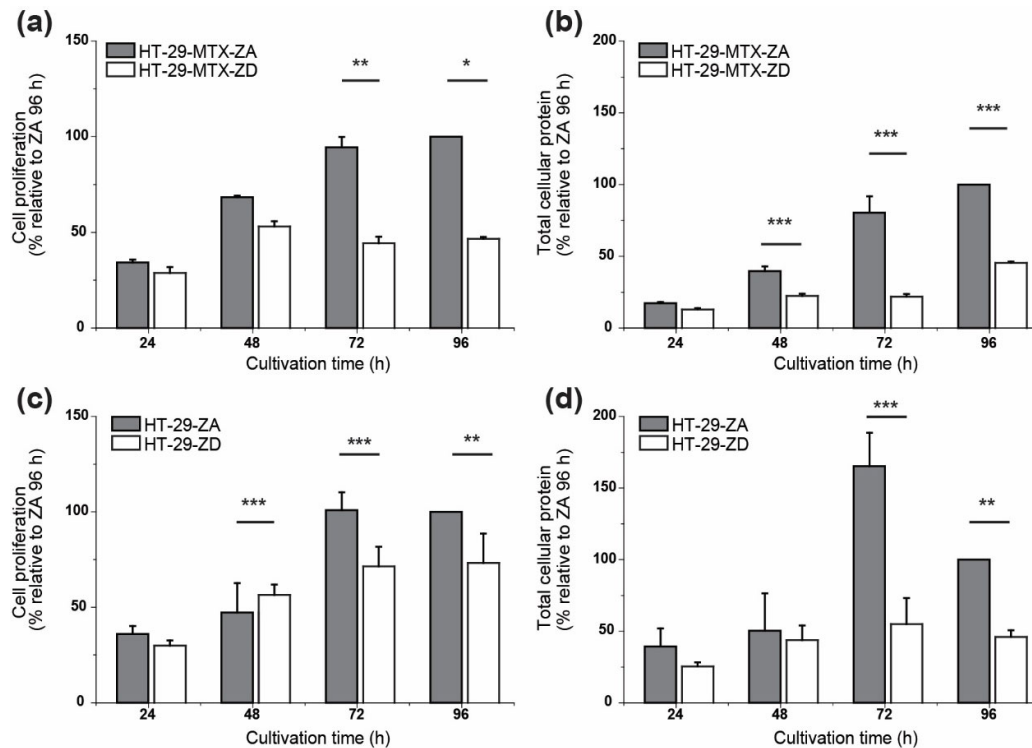 (a)
150
100
50
0
Cell proliferation
(% relative to ZA 96 h)
HT-29-MTX-ZA
HT-29-MTX-ZD
**
*
24 48 72 96
Cultivation time (h)
(b)
200
150
100
50
0
Total cellular protein
(% relative to ZA 96 h)
HT-29-MTX-ZA
HT-29-MTX-ZD
***
***
***
24 48 72 96
Cultivation time (h)
(c)
150
100
50
0
Cell proliferation
(% relative to ZA 96 h)
HT-29-ZA
HT-29-ZD
***
***
**
24 48 72 96
Cultivation time (h)
(d)
200
150
100
50
0
Total cellular protein
(% relative to ZA 96 h)
HT-29-ZA
HT-29-ZD
***
**
24 48 72 96
Cultivation time (h)